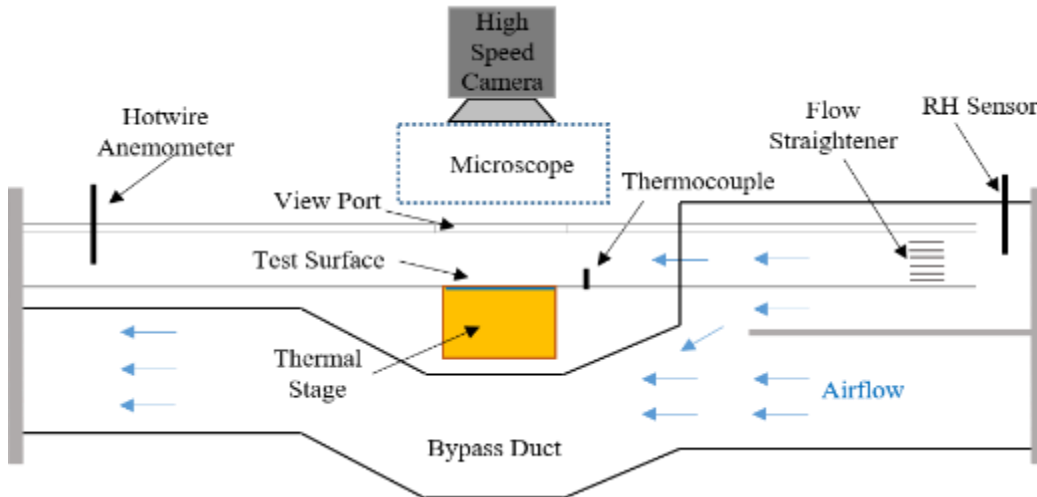 High
Speed
Camera
Hotwire
Anemometer
Flow
Straightener
RH Sensor
Microscope
Thermocouple
View Port
Test Surface
Thermal
Stage
Airflow
Bypass Duct